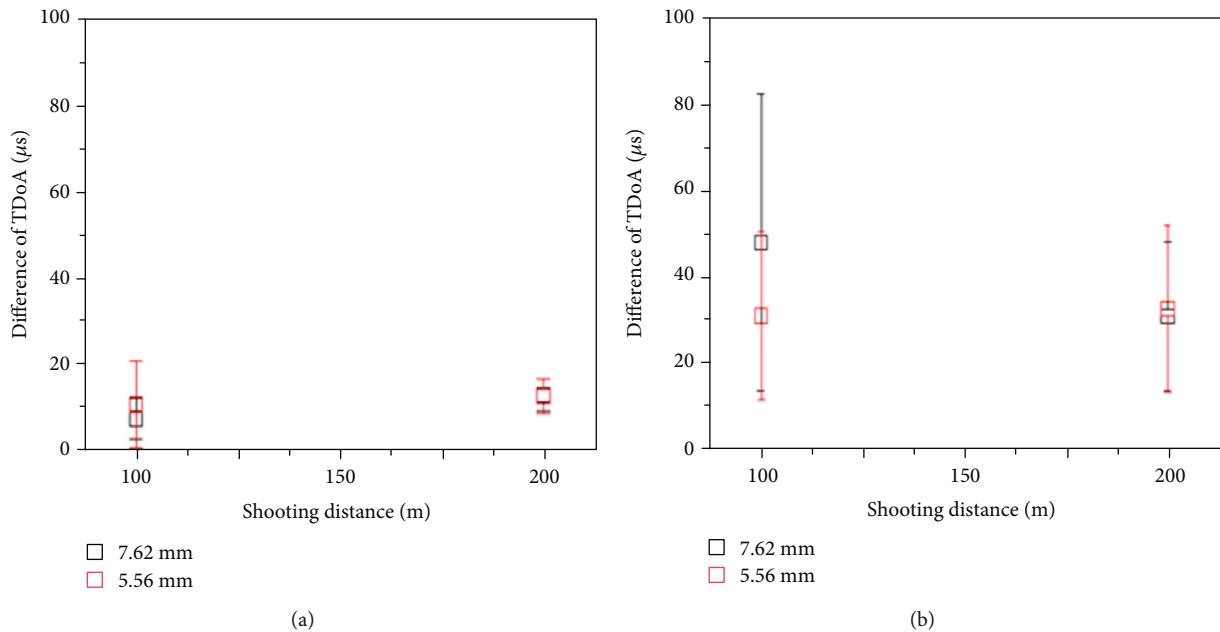 100
80
60
40
20
0
Difference of TDoA (μs)
100
150
200
Shooting distance (m)
7.62 mm
5.56 mm
(a)
100
80
60
40
20
0
Difference of TDoA (μs)
100
150
200
Shooting distance (m)
7.62 mm
5.56 mm
(b)